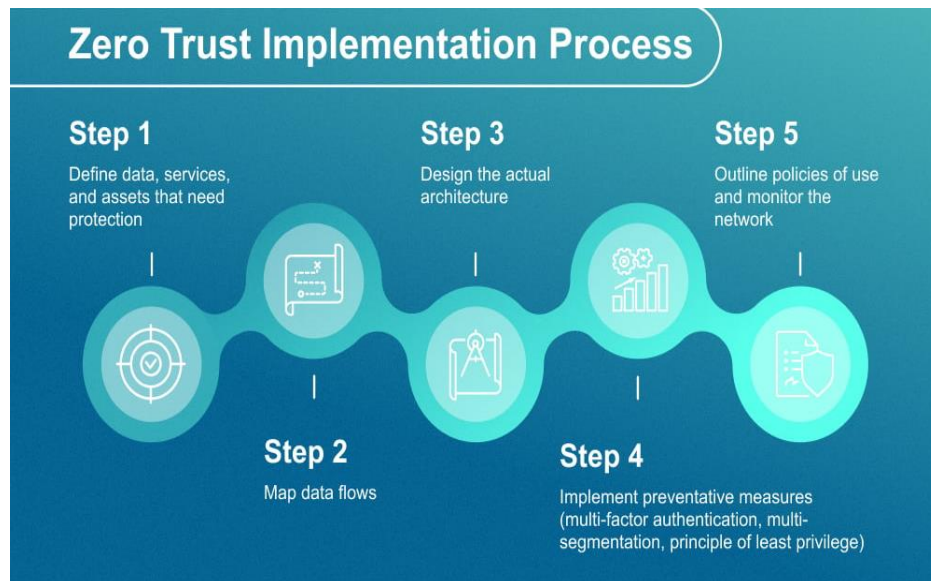 Zero Trust Implementation Process
Step 1
Define data, services,
and assets that need
protection
Step 2
Map data flows
Step 3
Design the actual
architecture
Step 4
Implement preventative measures
(multi-factor authentication, multi-
segmentation, principle of least privilege)
Step 5
Outline policies of use
and monitor the
network